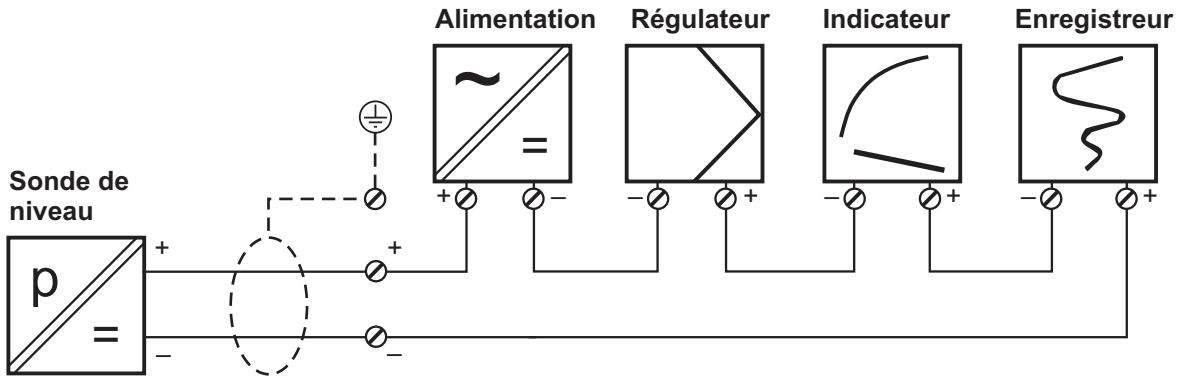 Alimentation Régulateur Indicateur Enregistreur
~
=
+ – – + – + – +
Sonde de
niveau
+ +
p
=
– –